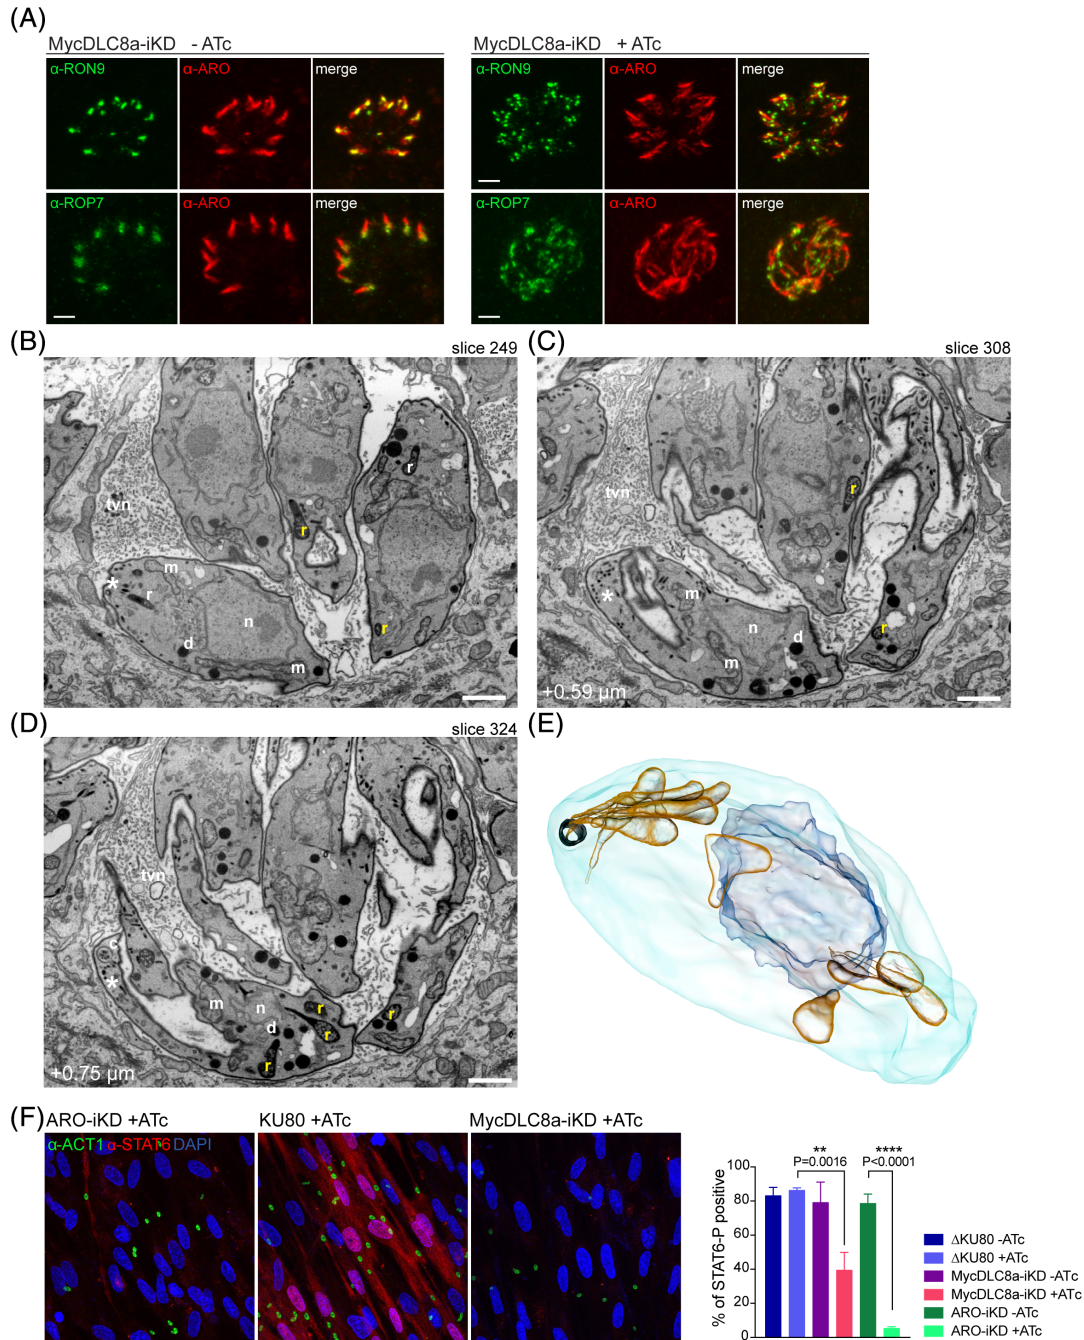 (A)
MycDLC8a-iKD - ATc
MycDLC8a-iKD + ATc
α-RON9 α-ARO merge
α-RON9 α-ARO merge
α-ROP7 α-ARO merge
α-ROP7 α-ARO merge
(B)
slice 249
tvn
m
*
r
n
d
m
r
r
r
(C)
slice 308
tvn
r
*
m
n
d
m
r
+0.59 µm
(D)
slice 324
tvn
c
*
m
n
d
r
r
r
r
+0.75 µm
(E)
(F)
ARO-iKD +ATc
KU80 +ATc
MycDLC8a-iKD +ATc
α-ACT1 α-STAT6 DAPI
% of STAT6-P positive
100
80
60
40
20
0
**
P=0.0016
****
P<0.0001
ΔKU80 -ATc
ΔKU80 +ATc
MycDLC8a-iKD -ATc
MycDLC8a-iKD +ATc
ARO-iKD -ATc
ARO-iKD +ATc